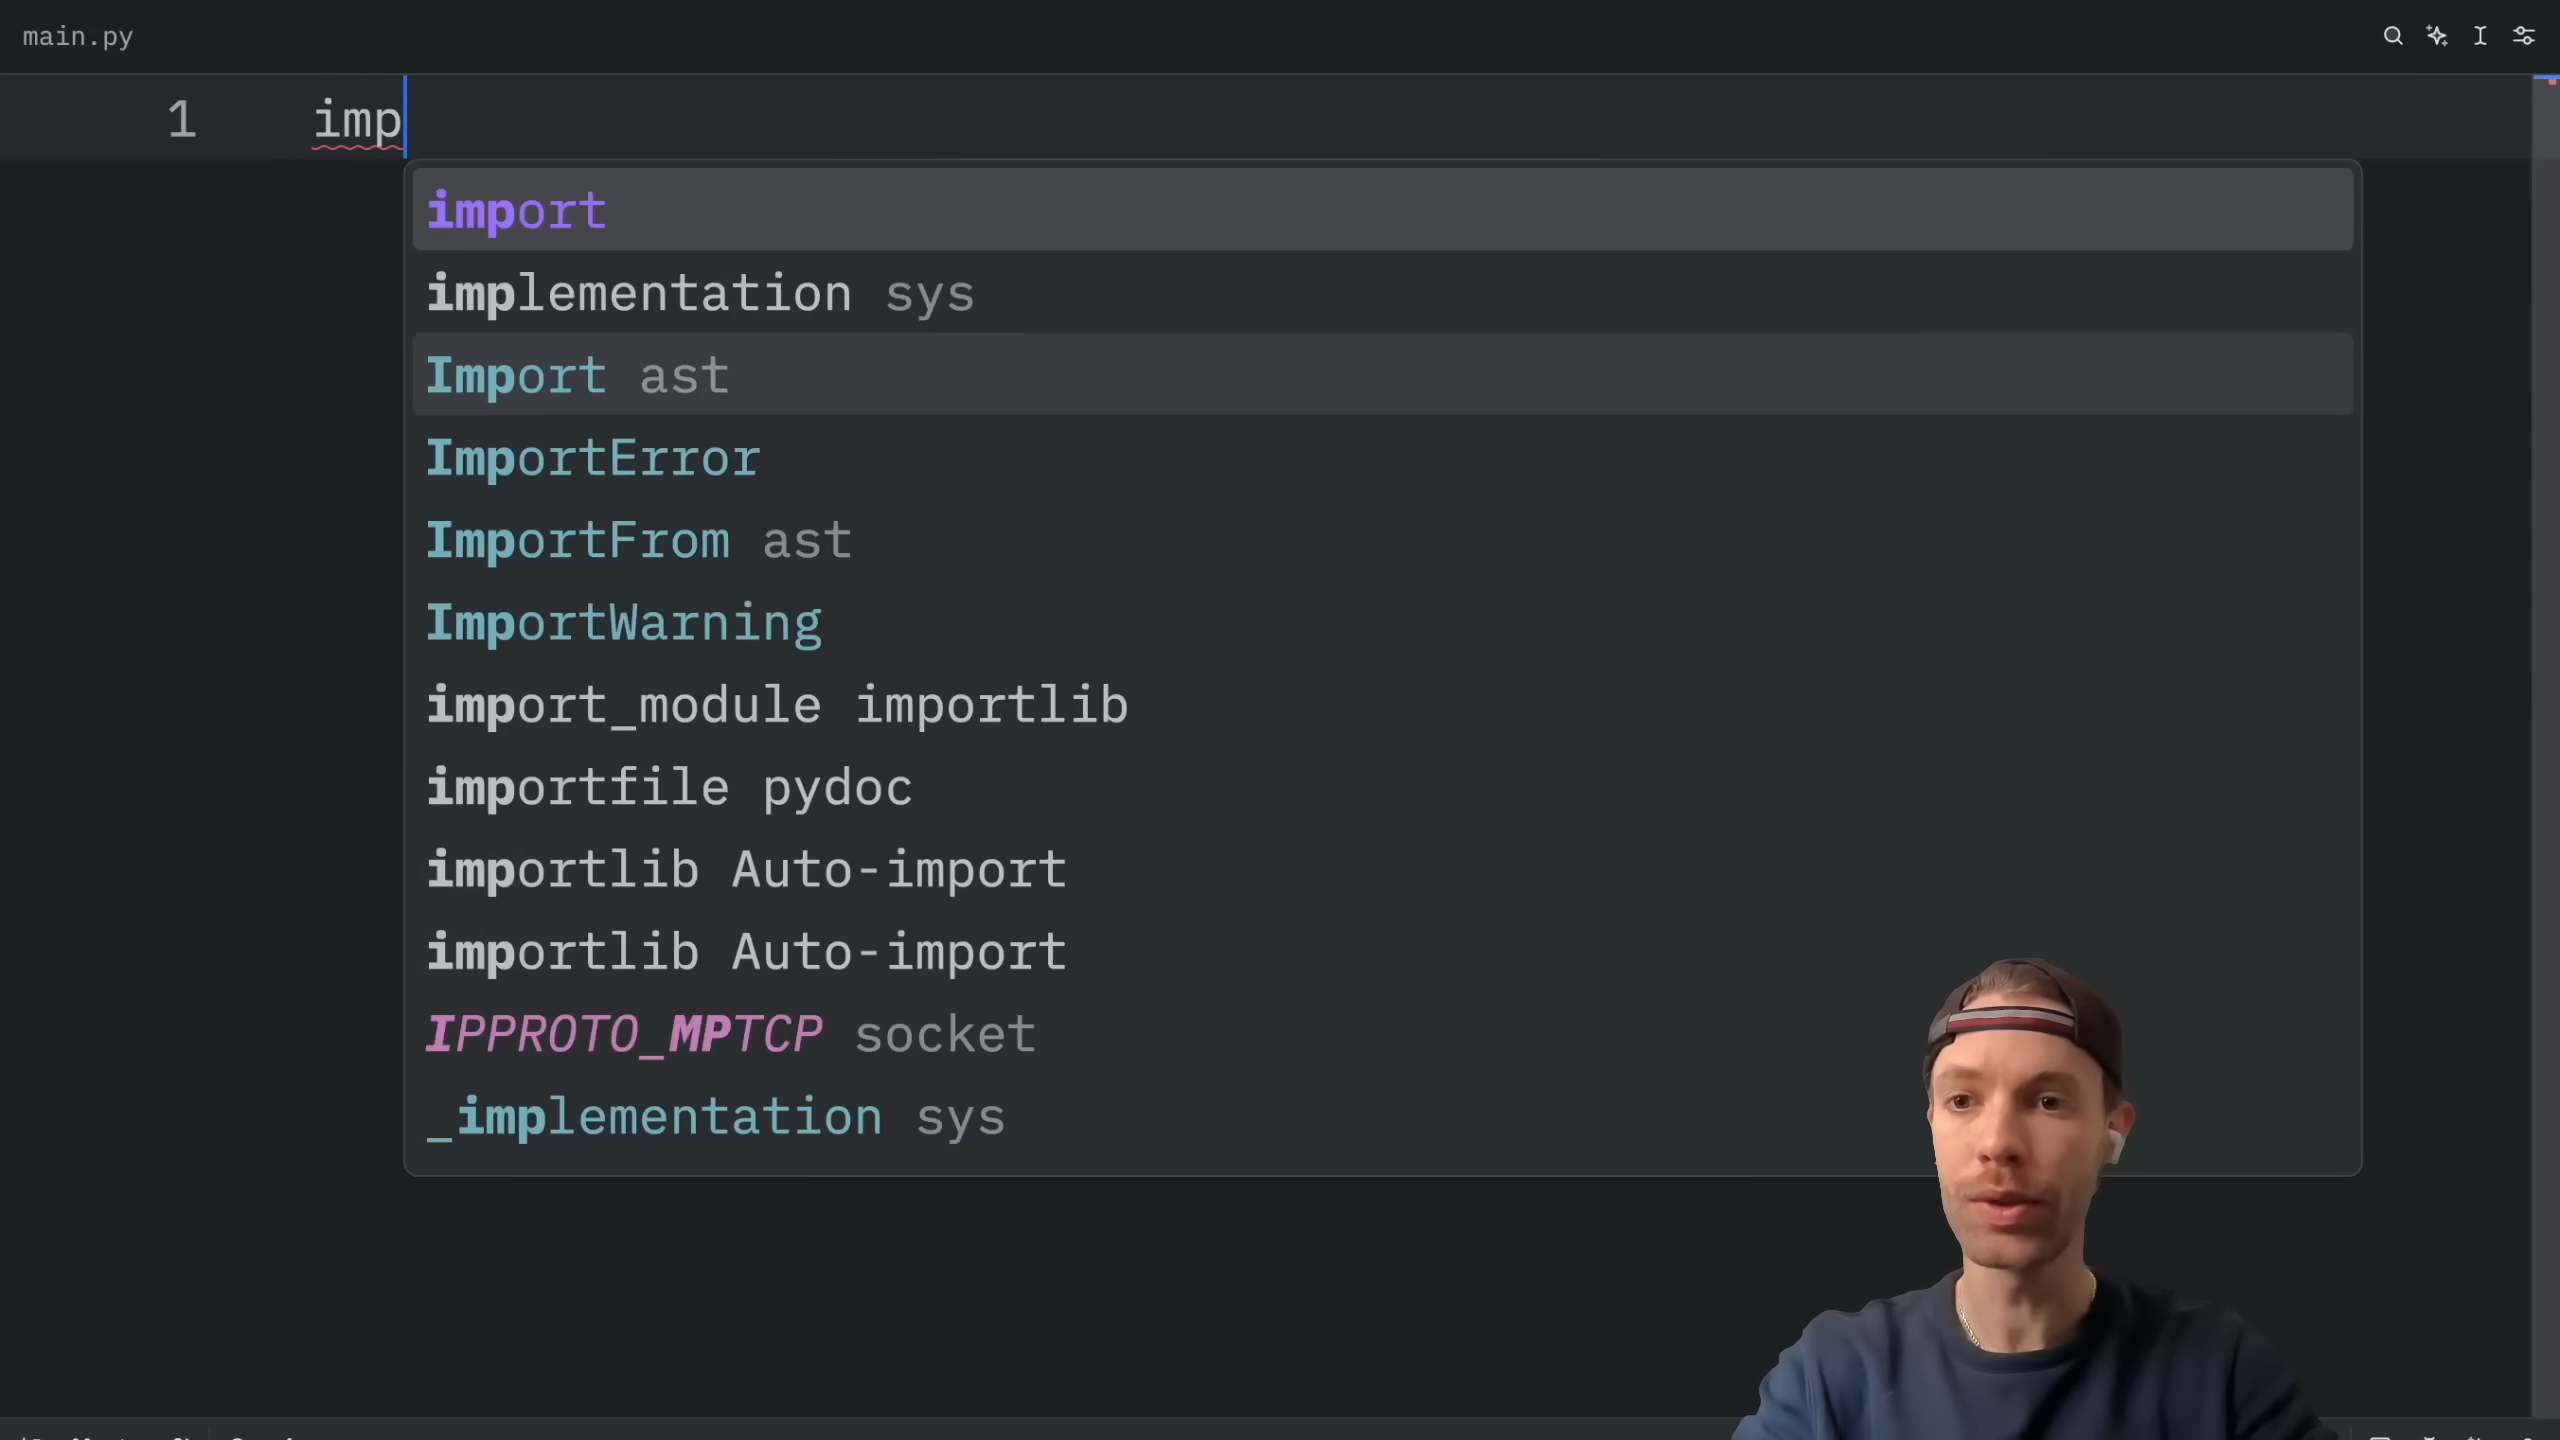 main.py
1 imp
import
implementation sys
Import ast
ImportError
ImportFrom ast
ImportWarning
import_module importlib
importfile pydoc
importlib Auto-import
importlib Auto-import
IPPROTO_MPTCP socket
_implementation sys